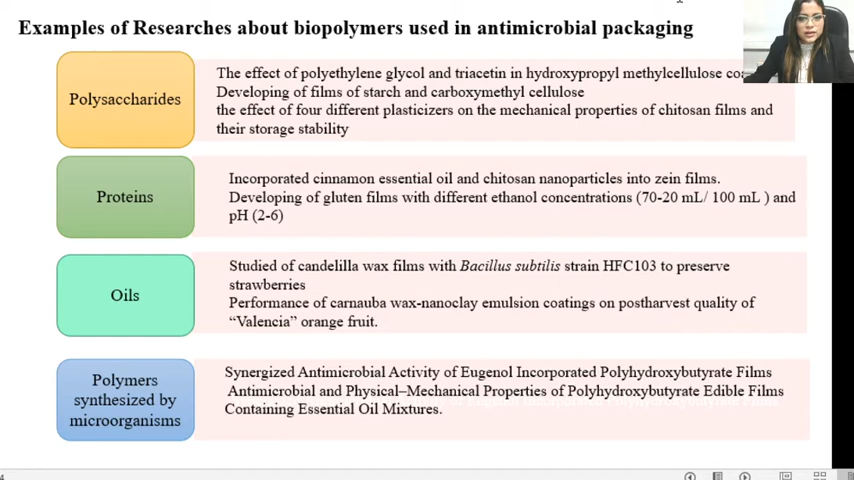 Examples of Researches about biopolymers used in antimicrobial packaging
Polysaccharides
The effect of polyethylene glycol and triacetin in hydroxypropyl methylcellulose
Developing of films of starch and carboxymethyl cellulose
the effect of four different plasticizers on the mechanical properties of chitosan films and
their storage stability
Proteins
Incorporated cinnamon essential oil and chitosan nanoparticles into zein films.
Developing of gluten films with different ethanol concentrations (70-20 mL/ 100 mL ) and
pH (2-6)
Oils
Studied of candelilla wax films with Bacillus subtilis strain HFC103 to preserve
strawberries
Performance of carnauba wax-nanoclay emulsion coatings on postharvest quality of
“Valencia” orange fruit.
Polymers
synthesized by
microorganisms
Synergized Antimicrobial Activity of Eugenol Incorporated Polyhydroxybutyrate Films
Antimicrobial and Physical–Mechanical Properties of Polyhydroxybutyrate Edible Films
Containing Essential Oil Mixtures.